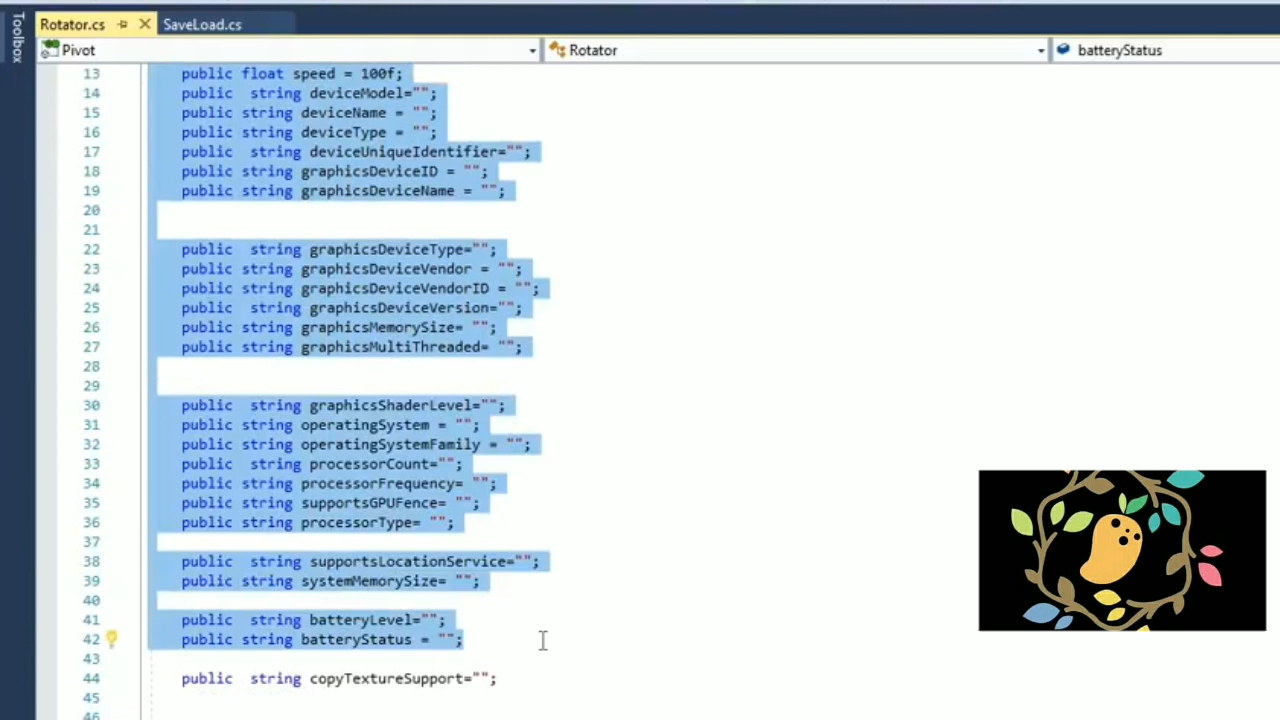 Toolbox
Rotator.cs
SaveLoad.cs
Pivot
Rotator
batteryStatus
13 public float speed = 100f;
14 public  string deviceModel="";
15 public string deviceName = "";
16 public string deviceType = "";
17 public  string deviceUniqueIdentifier="";
18 public string graphicsDeviceID = "";
19 public string graphicsDeviceName = "";
20
21
22 public  string graphicsDeviceType="";
23 public string graphicsDeviceVendor = "";
24 public string graphicsDeviceVendorID = "";
25 public  string graphicsDeviceVersion="";
26 public string graphicsMemorySize= "";
27 public string graphicsMultiThreaded= "";
28
29
30 public  string graphicsShaderLevel="";
31 public string operatingSystem = "";
32 public string operatingSystemFamily = "";
33 public  string processorCount="";
34 public string processorFrequency= "";
35 public string supportsGPUFence= "";
36 public string processorType= "";
37
38 public  string supportsLocationService="";
39 public string systemMemorySize= "";
40
41 public  string batteryLevel="";
42 public string batteryStatus = "";
43
44 public  string copyTextureSupport="";
45
46